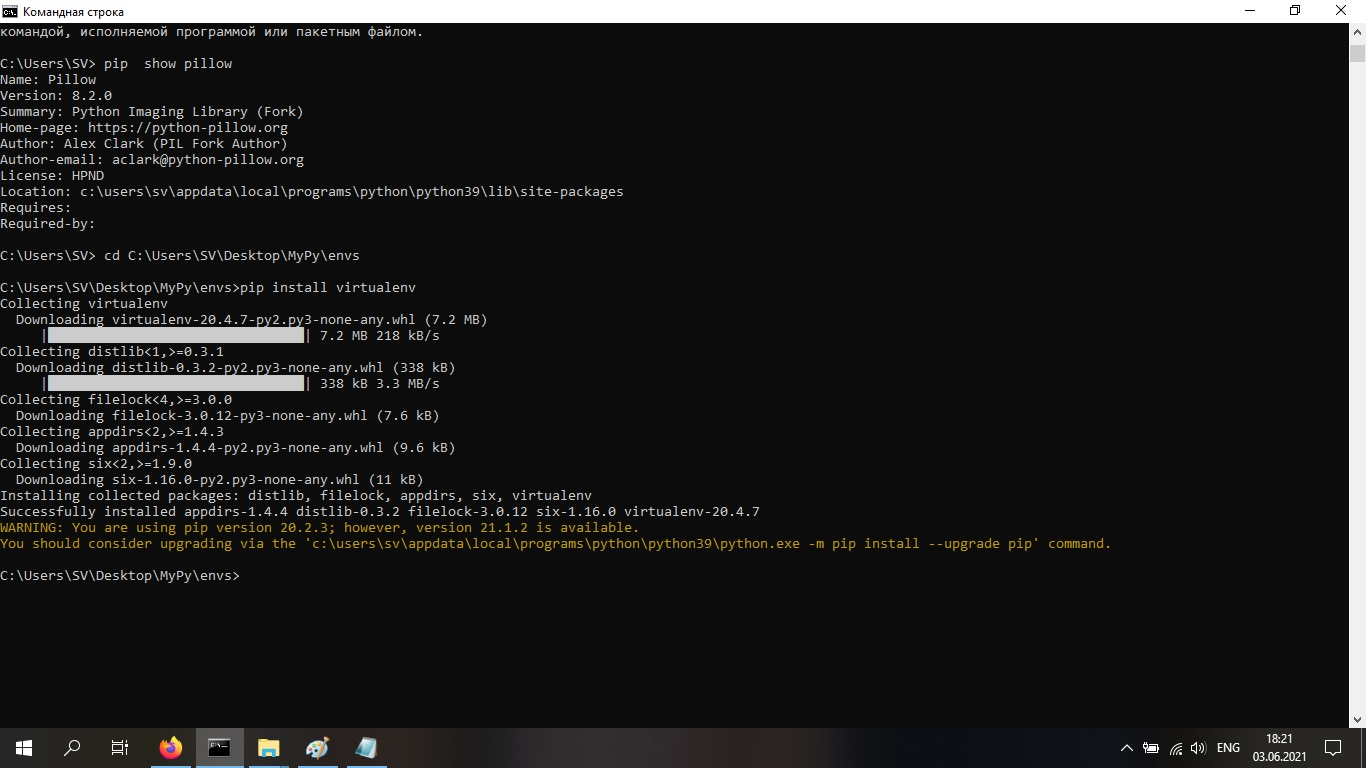 Командная строка
командой, исполняемой программой или пакетным файлом.
C:\Users\SV> pip  show pillow
Name: Pillow
Version: 8.2.0
Summary: Python Imaging Library (Fork)
Home-page: https://python-pillow.org
Author: Alex Clark (PIL Fork Author)
Author-email: aclark@python-pillow.org
License: HPND
Location: c:\users\sv\appdata\local\programs\python\python39\lib\site-packages
Requires:
Required-by:
C:\Users\SV> cd C:\Users\SV\Desktop\MyPy\envs
C:\Users\SV\Desktop\MyPy\envs>pip install virtualenv
Collecting virtualenv
  Downloading virtualenv-20.4.7-py2.py3-none-any.whl (7.2 MB)
     |████████████████████████████████| 7.2 MB 218 kB/s
Collecting distlib<1,>=0.3.1
  Downloading distlib-0.3.2-py2.py3-none-any.whl (338 kB)
     |████████████████████████████████| 338 kB 3.3 MB/s
Collecting filelock<4,>=3.0.0
  Downloading filelock-3.0.12-py3-none-any.whl (7.6 kB)
Collecting appdirs<2,>=1.4.3
  Downloading appdirs-1.4.4-py2.py3-none-any.whl (9.6 kB)
Collecting six<2,>=1.9.0
  Downloading six-1.16.0-py2.py3-none-any.whl (11 kB)
Installing collected packages: distlib, filelock, appdirs, six, virtualenv
Successfully installed appdirs-1.4.4 distlib-0.3.2 filelock-3.0.12 six-1.16.0 virtualenv-20.4.7
WARNING: You are using pip version 20.2.3; however, version 21.1.2 is available.
You should consider upgrading via the 'c:\users\sv\appdata\local\programs\python\python39\python.exe -m pip install --upgrade pip' command.
C:\Users\SV\Desktop\MyPy\envs>
ENG
18:21
03.06.2021